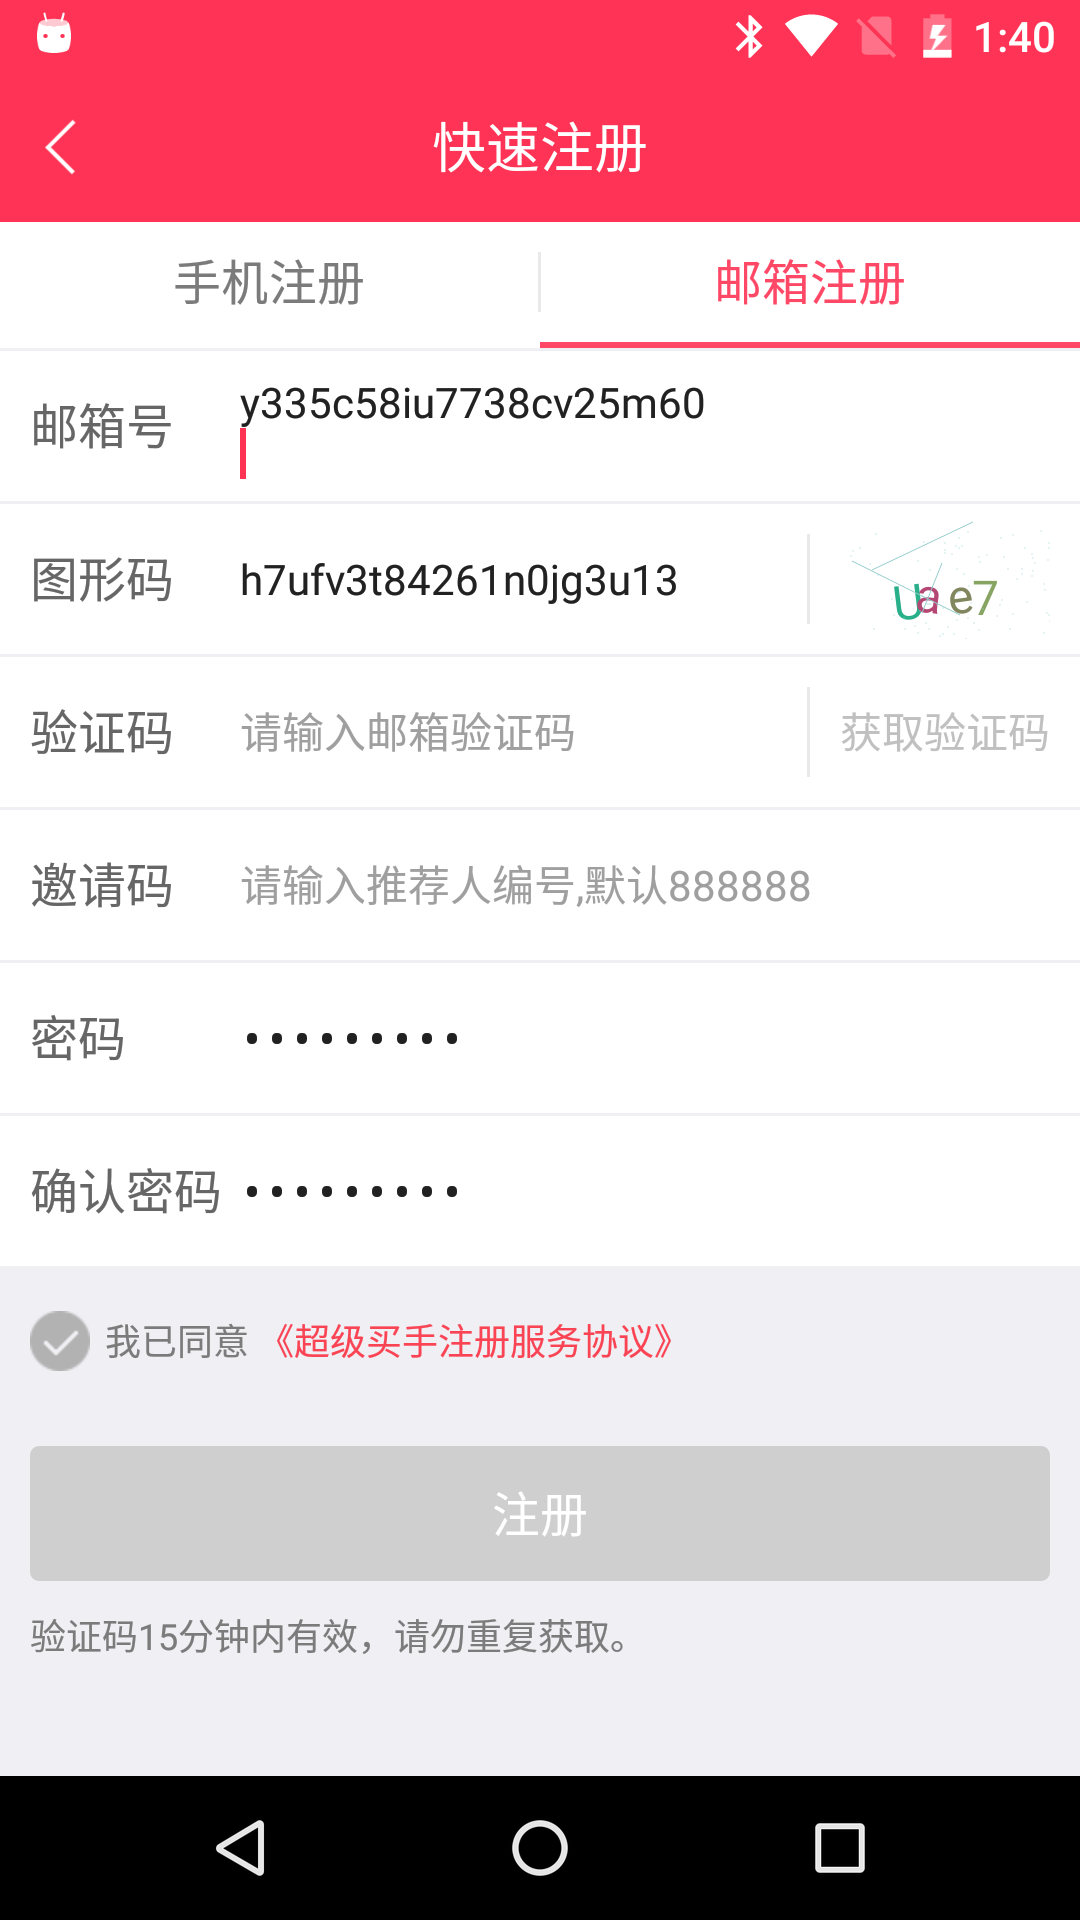 1:40
快速注册
手机注册
邮箱注册
邮箱号
y335c58iu7738cv25m60
图形码
h7ufv3t84261n0jg3u13
Uae7
验证码
请输入邮箱验证码
获取验证码
邀请码
请输入推荐人编号,默认888888
密码
•••••••••
确认密码
•••••••••
我已同意《超级买手注册服务协议》
注册
验证码15分钟内有效，请勿重复获取。